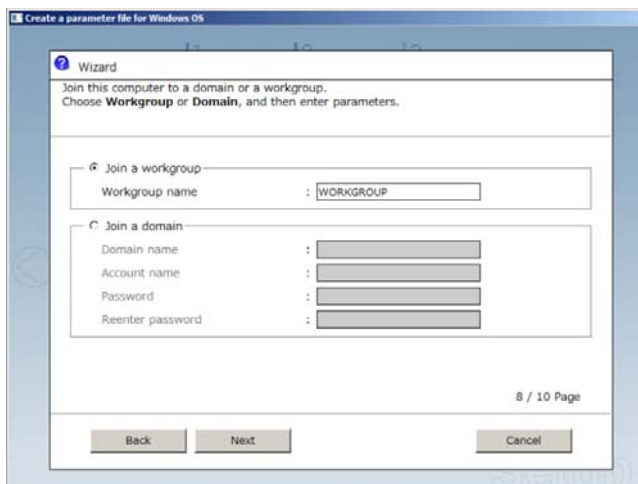 Create a parameter file for Windows OS
Wizard
Join this computer to a domain or a workgroup.
Choose Workgroup or Domain, and then enter parameters.
Join a workgroup
Workgroup name : WORKGROUP
Join a domain
Domain name :
Account name :
Password :
Reenter password :
8 / 10 Page
Back Next Cancel